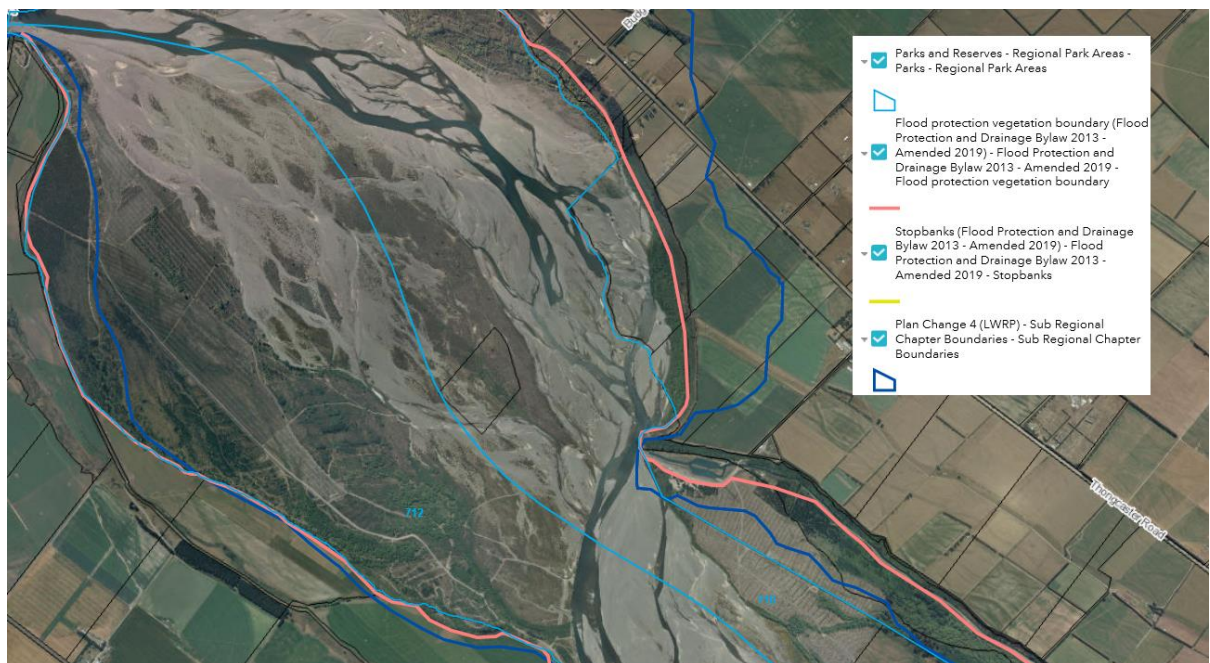 Budd
Parks and Reserves - Regional Park Areas -
Parks - Regional Park Areas
Flood protection vegetation boundary (Flood
Protection and Drainage Bylaw 2013 -
Amended 2019) - Flood Protection and
Drainage Bylaw 2013 - Amended 2019 -
Flood protection vegetation boundary
Stopbanks (Flood Protection and Drainage
Bylaw 2013 - Amended 2019) - Flood
Protection and Drainage Bylaw 2013 -
Amended 2019 - Stopbanks
Plan Change 4 (LWRP) - Sub Regional
Chapter Boundaries - Sub Regional Chapter
Boundaries
Thongcaster Road
712
710